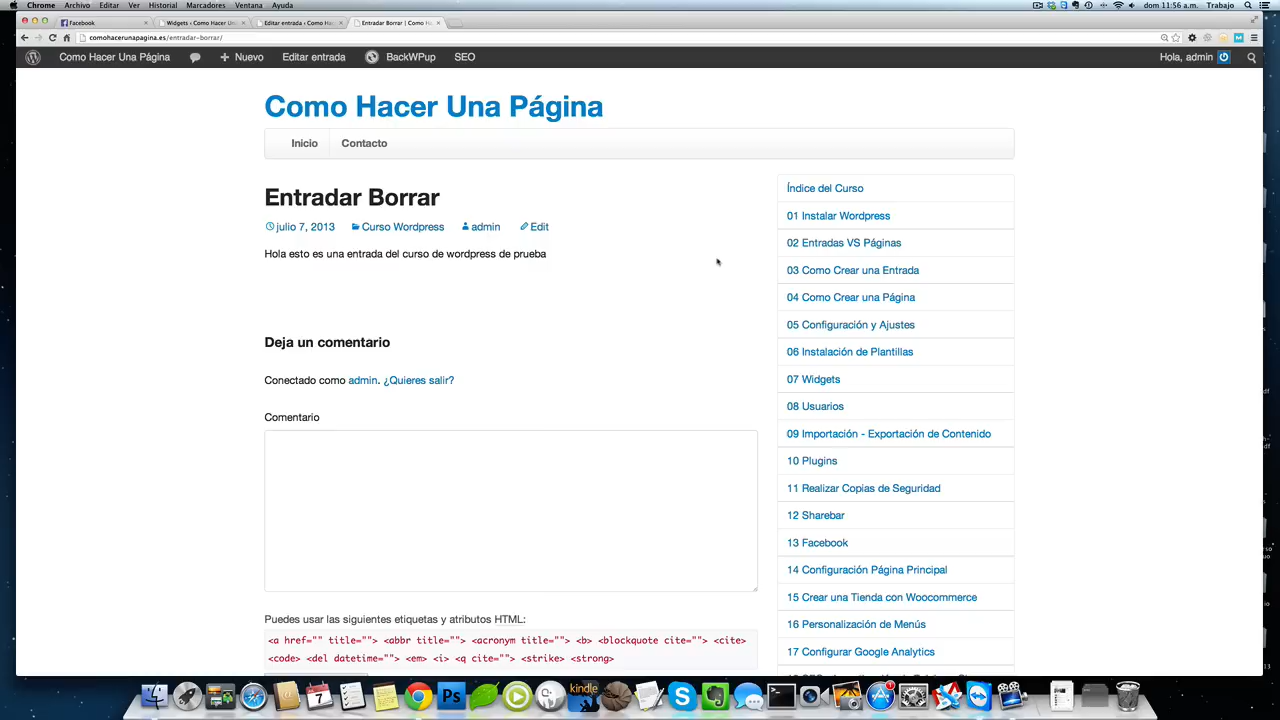 Chrome Archivo Editar Ver Historial Marcadores Ventana Ayuda dom 11:56 a.m. Trabajo
Facebook Widgets ‹ Como Hacer Un Editar entrada ‹ Como Hac Entradar Borrar | Como H
comohacerunapagina.es/entradar-borrar/
Como Hacer Una Página Nuevo Editar entrada BackWPup SEO Hola, admin
Como Hacer Una Página
Inicio Contacto
Entradar Borrar
julio 7, 2013 Curso Wordpress admin Edit
Hola esto es una entrada del curso de wordpress de prueba
Deja un comentario
Conectado como admin. ¿Quieres salir?
Comentario
Puedes usar las siguientes etiquetas y atributos HTML:
<a href="" title=""> <abbr title=""> <acronym title=""> <b> <blockquote cite=""> <cite>
<code> <del datetime=""> <em> <i> <q cite=""> <strike> <strong>
Índice del Curso
01 Instalar Wordpress
02 Entradas VS Páginas
03 Como Crear una Entrada
04 Como Crear una Página
05 Configuración y Ajustes
06 Instalación de Plantillas
07 Widgets
08 Usuarios
09 Importación - Exportación de Contenido
10 Plugins
11 Realizar Copias de Seguridad
12 Sharebar
13 Facebook
14 Configuración Página Principal
15 Crear una Tienda con Woocommerce
16 Personalización de Menús
17 Configurar Google Analytics
kindle